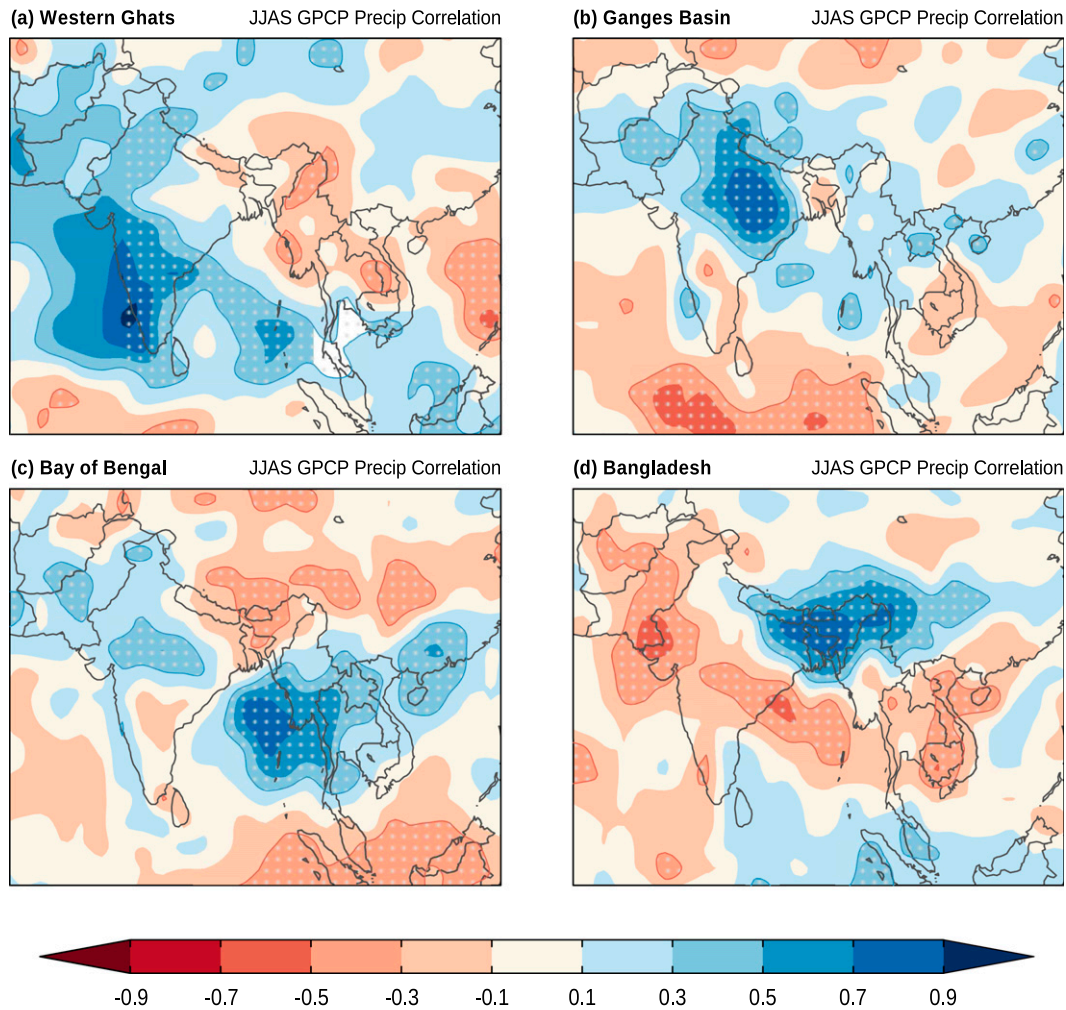 (a) Western Ghats JJAS GPCP Precip Correlation
(b) Ganges Basin JJAS GPCP Precip Correlation
(c) Bay of Bengal JJAS GPCP Precip Correlation
(d) Bangladesh JJAS GPCP Precip Correlation
-0.9 -0.7 -0.5 -0.3 -0.1 0.1 0.3 0.5 0.7 0.9